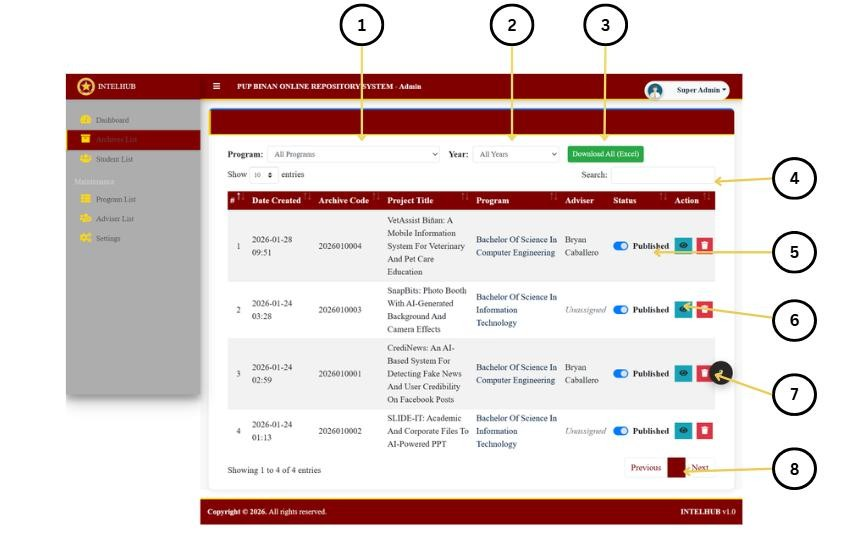 1 2 3
INTELHUB PUP BINAN ONLINE REPOSITORY SYSTEM - Admin Super Admin
Dashboard
Archives List
Student List
Maintenance
Program List
Adviser List
Settings
Program: All Programs Year: All Years Download All (Excel)
Show 10 entries Search:
4
# Date Created Archive Code Project Title Program Adviser Status Action
1 2026-01-28 09:51 2026010004 VetAssist Biñan: A Mobile Information System For Veterinary And Pet Care Education Bachelor Of Science In Computer Engineering Bryan Caballero Published
5
2 2026-01-24 03:28 2026010003 SnapBits: Photo Booth With AI-Generated Background And Camera Effects Bachelor Of Science In Information Technology Unassigned Published
6
3 2026-01-24 02:59 2026010001 CrediNews: An AI-Based System For Detecting Fake News And User Credibility On Facebook Posts Bachelor Of Science In Computer Engineering Bryan Caballero Published
7
4 2026-01-24 01:13 2026010002 SLIDE-IT: Academic And Corporate Files To AI-Powered PPT Bachelor Of Science In Information Technology Unassigned Published
Showing 1 to 4 of 4 entries Previous Next
8
Copyright © 2026. All rights reserved. INTELHUB v1.0